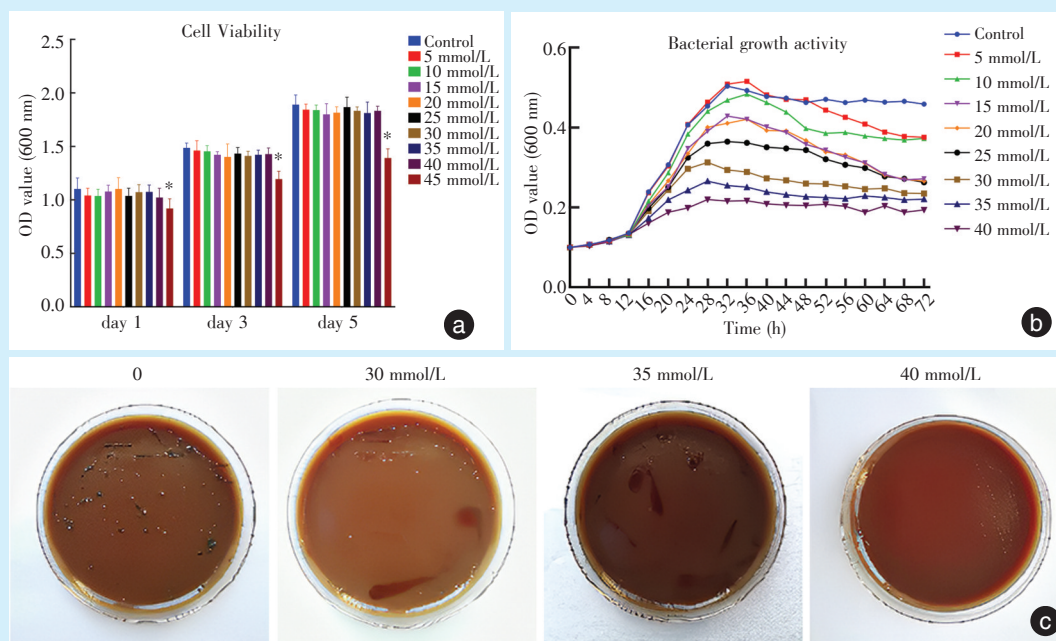 Cell Viability
OD value (600 nm)
2.5
2.0
1.5
1.0
0.5
0.0
*
*
*
day 1
day 3
day 5
Control
5 mmol/L
10 mmol/L
15 mmol/L
20 mmol/L
25 mmol/L
30 mmol/L
35 mmol/L
40 mmol/L
45 mmol/L
a
Bacterial growth activity
OD value (600 nm)
0.6
0.4
0.2
0.0
0 4 8 12 16 20 24 28 32 36 40 44 48 52 56 60 64 68 72
Time (h)
Control
5 mmol/L
10 mmol/L
15 mmol/L
20 mmol/L
25 mmol/L
30 mmol/L
35 mmol/L
40 mmol/L
b
0
30 mmol/L
35 mmol/L
40 mmol/L
c